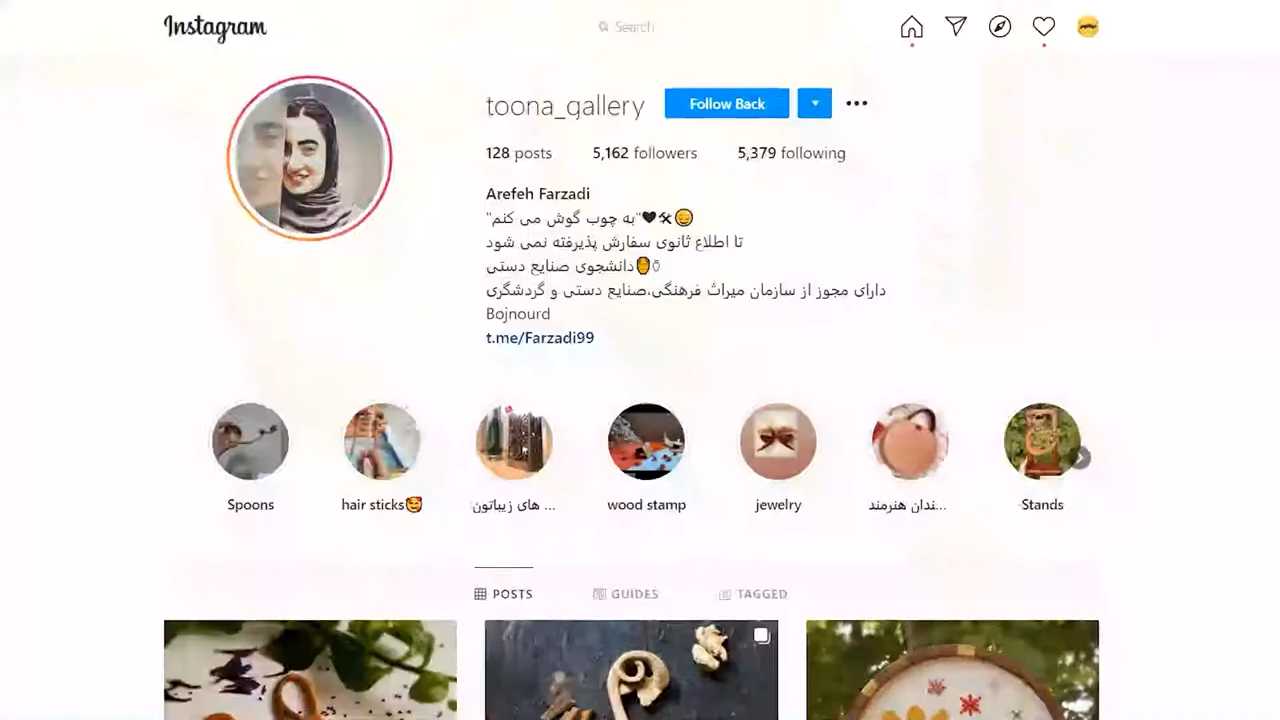 Instagram
Search
toona_gallery
Follow Back
128 posts 5,162 followers 5,379 following
Arefeh Farzadi
"به چوب گوش می کنم"🖤🛠😌
تا اطلاع ثانوی سفارش پذیرفته نمی شود
دانشجوی صنایع دستی⚱🏺
دارای مجوز از سازمان میراث فرهنگی،صنایع دستی و گردشگری
Bojnourd
t.me/Farzadi99
Spoons
hair sticks🥰
های زیباتون ...
wood stamp
jewelry
ندان هنرمند...
Stands
POSTS GUIDES TAGGED